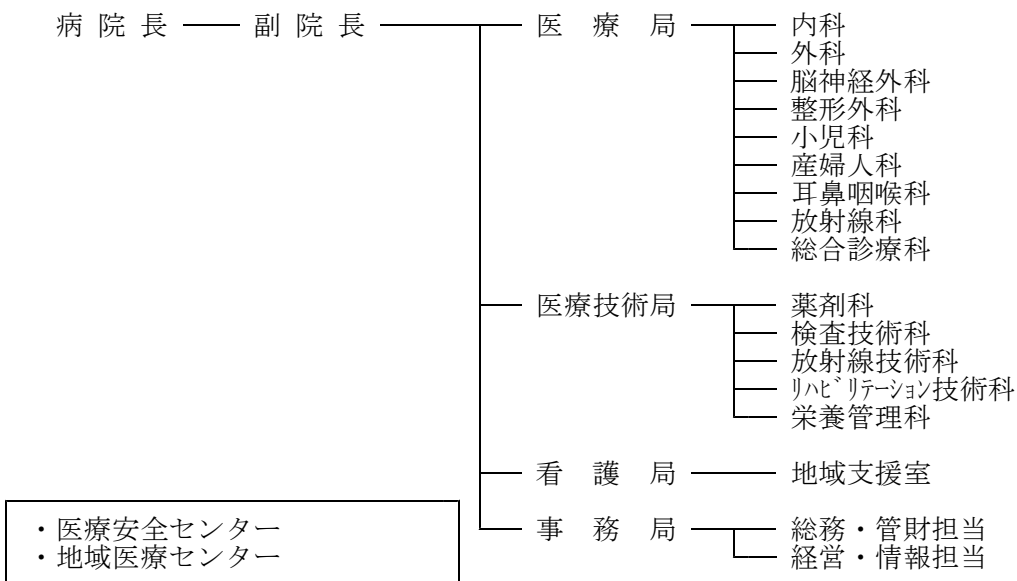 病院長 副院長 医療局 内科
外科
脳神経外科
整形外科
小児科
産婦人科
耳鼻咽喉科
放射線科
総合診療科
医療技術局 薬剤科
検査技術科
放射線技術科
ﾘﾊﾋﾞﾘﾃｰｼｮﾝ技術科
栄養管理科
看護局 地域支援室
事務局 総務・管財担当
経営・情報担当
・医療安全センター
・地域医療センター